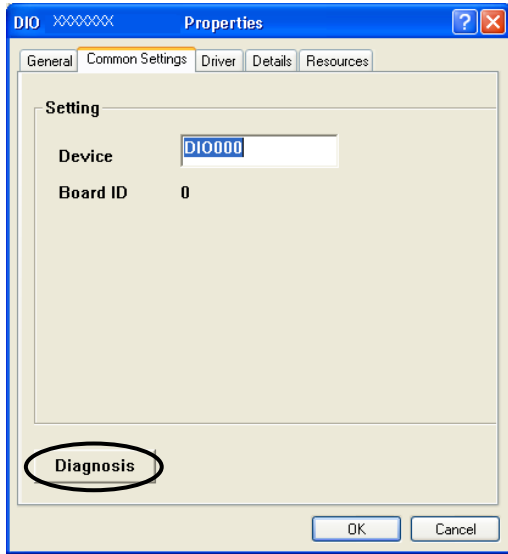 DIO XXXXXXX Properties
General Common Settings Driver Details Resources
Setting
Device DIO000
Board ID 0
Diagnosis
OK Cancel